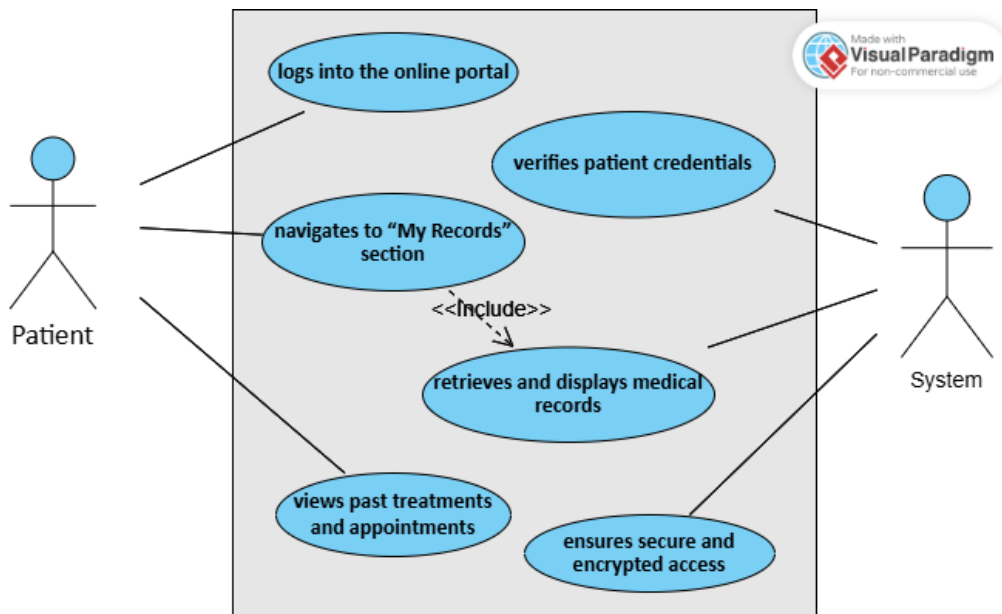 Made with
Visual Paradigm
For non-commercial use
logs into the online portal
verifies patient credentials
navigates to “My Records”
section
<<Include>>
Patient
retrieves and displays medical
records
System
views past treatments
and appointments
ensures secure and
encrypted access